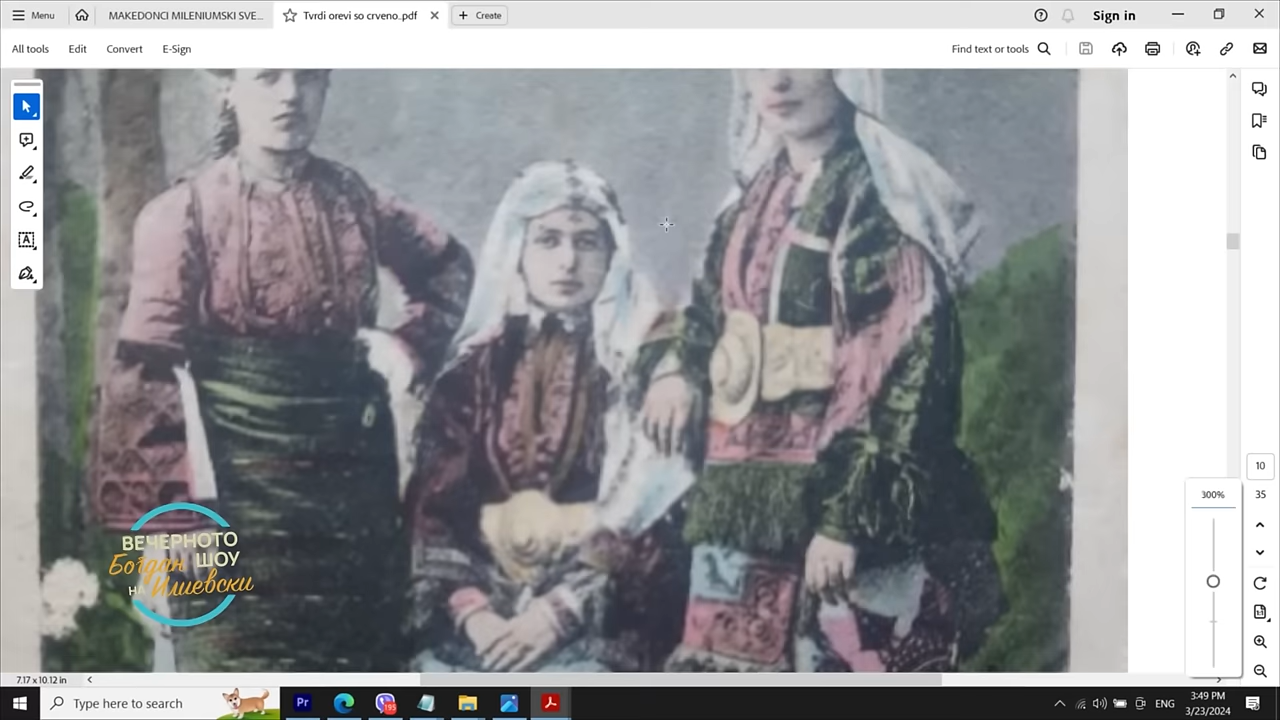 Menu
MAKEDONCI MILENIUMSKI SVE...
Tvrdi orevi so crveno..pdf
Create
Sign in
All tools
Edit
Convert
E-Sign
Find text or tools
ВЕЧЕРНОТО
ШОУ
Богдан
НА Илиевски
10
300%
35
7.17 x 10.12 in
Type here to search
Pr
195
ENG
3:49 PM
3/23/2024